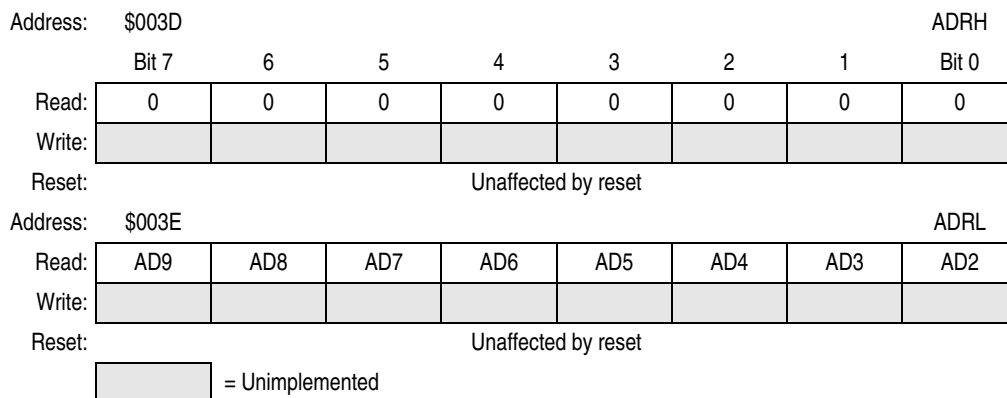 Address: $003D ADRH
Bit 7 6 5 4 3 2 1 Bit 0
Read: 0 0 0 0 0 0 0 0
Write:
Reset: Unaffected by reset
Address: $003E ADRL
Read: AD9 AD8 AD7 AD6 AD5 AD4 AD3 AD2
Write:
Reset: Unaffected by reset
= Unimplemented